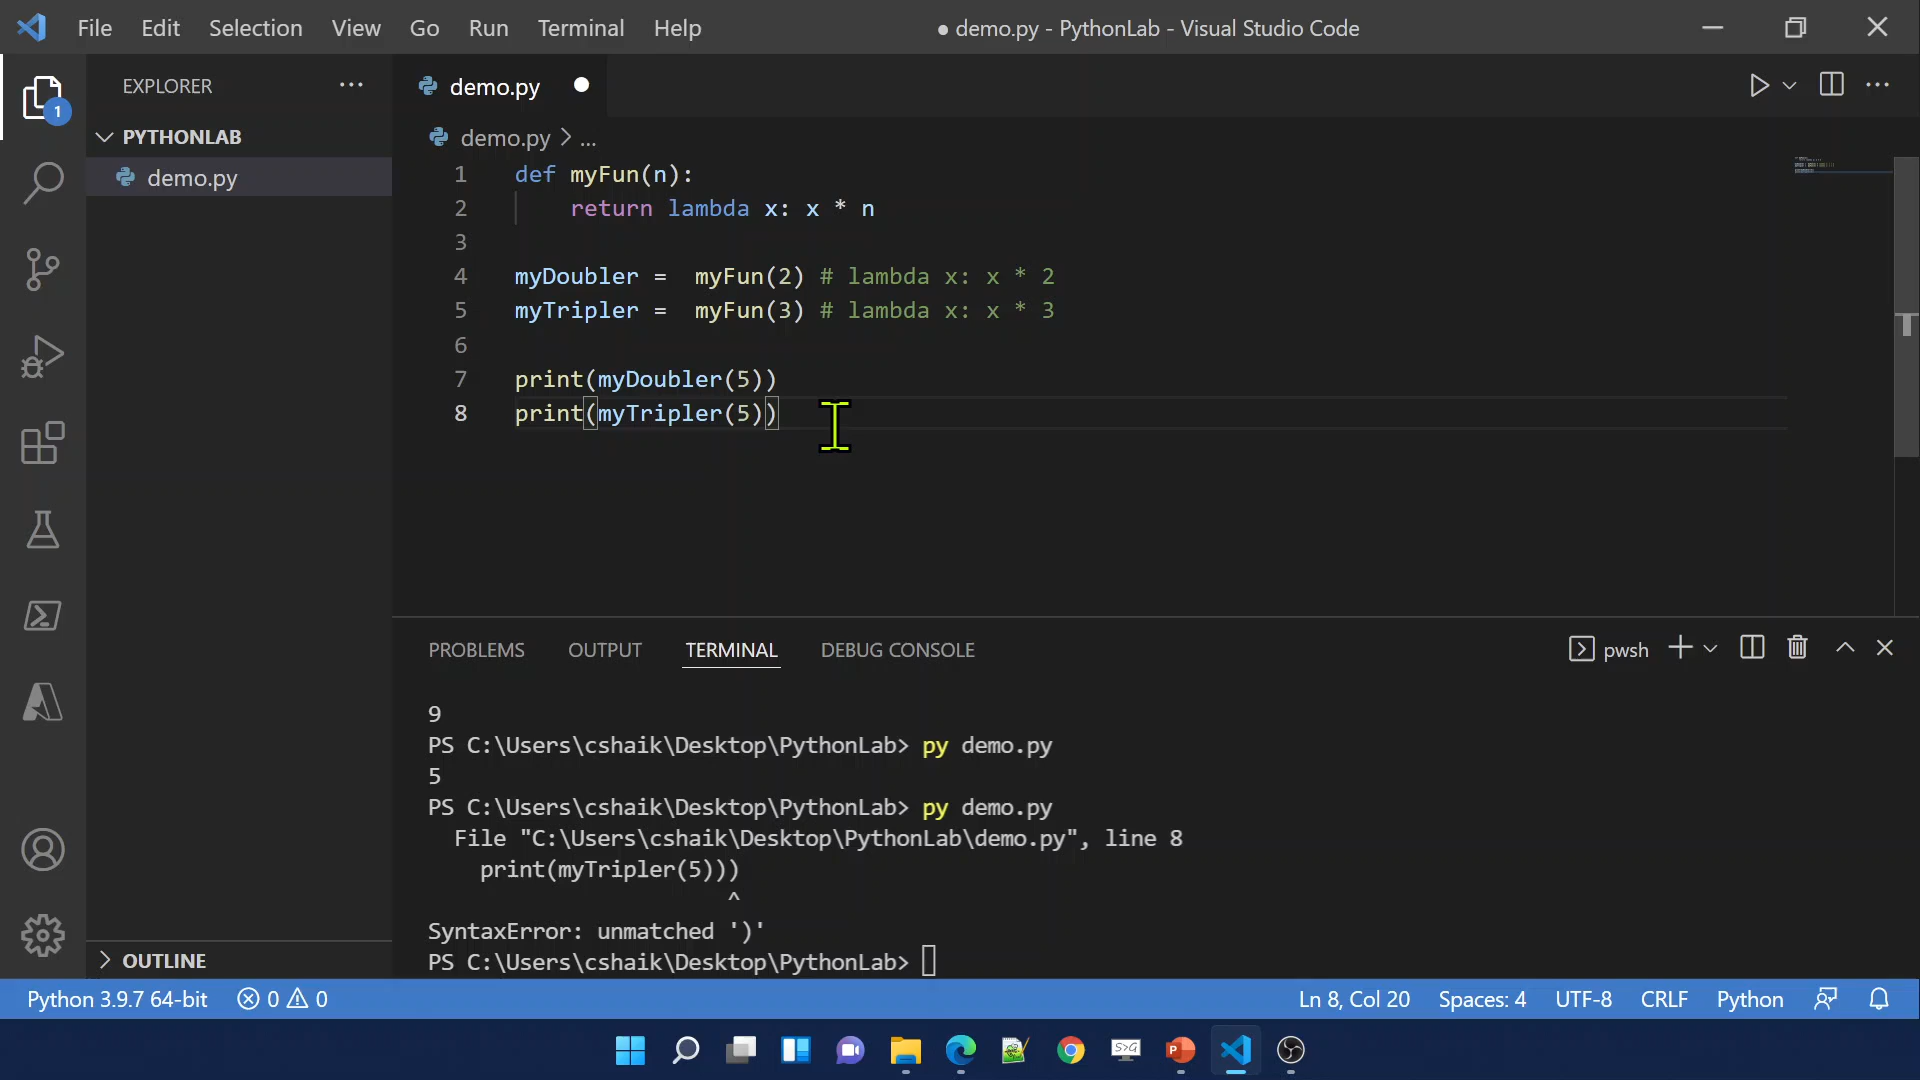 File Edit Selection View Go Run Terminal Help
● demo.py - PythonLab - Visual Studio Code
EXPLORER
PYTHONLAB
demo.py
OUTLINE
demo.py
demo.py > ...
1 def myFun(n):
2 return lambda x: x * n
3
4 myDoubler = myFun(2) # lambda x: x * 2
5 myTripler = myFun(3) # lambda x: x * 3
6
7 print(myDoubler(5))
8 print(myTripler(5))
PROBLEMS OUTPUT TERMINAL DEBUG CONSOLE
pwsh
9
PS C:\Users\cshaik\Desktop\PythonLab> py demo.py
5
PS C:\Users\cshaik\Desktop\PythonLab> py demo.py
File "C:\Users\cshaik\Desktop\PythonLab\demo.py", line 8
print(myTripler(5)))
^
SyntaxError: unmatched ')'
PS C:\Users\cshaik\Desktop\PythonLab>
Python 3.9.7 64-bit 0 0
Ln 8, Col 20 Spaces: 4 UTF-8 CRLF Python
1
S>G
P